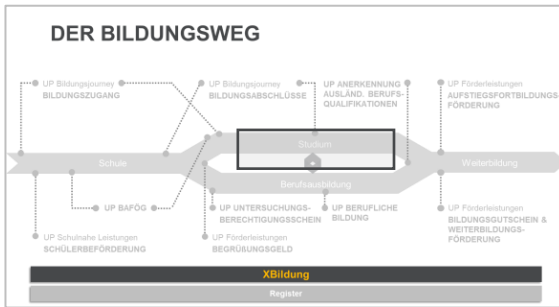 DER BILDUNGSWEG
UP Bildungsjourney
BILDUNGSZUGANG
UP Bildungsjourney
BILDUNGSABSCHLÜSSE
UP ANERKENNUNG
AUSLÄND. BERUFS-
QUALIFIKATIONEN
UP Förderleistungen
AUFSTIEGSFORTBILDUNGS-
FÖRDERUNG
Studium
Schule
Weiterbildung
Berufsausbildung
UP BAFÖG
UP UNTERSUCHUNGS-
BERECHTIGUNGSSCHEIN
UP BERUFLICHE
BILDUNG
UP Förderleistungen
BILDUNGSGUTSCHEIN &
WEITERBILDUNGS-
FÖRDERUNG
UP Schulnahe Leistungen
SCHÜLERBEFÖRDERUNG
UP Förderleistungen
BEGRÜßUNGSGELD
XBildung
Register